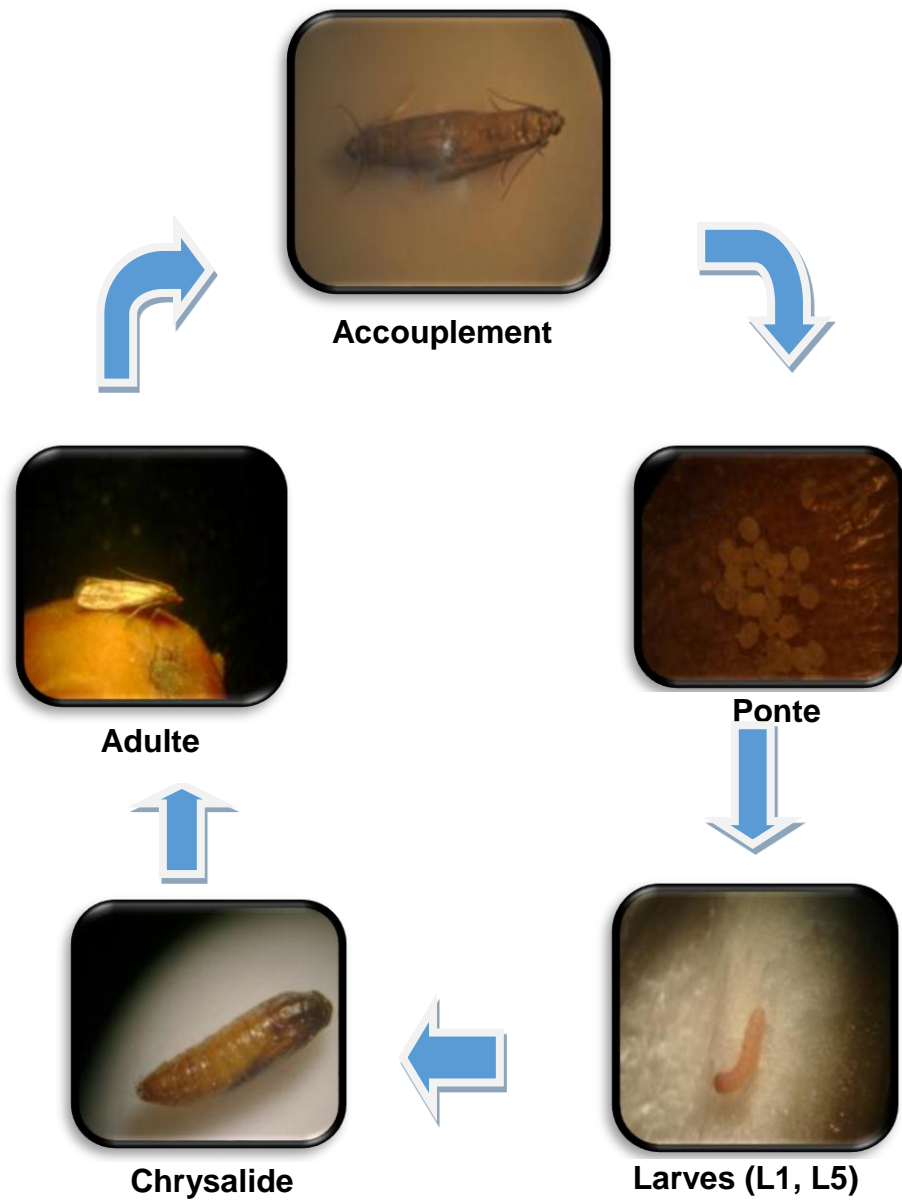 Accouplement
Adulte
Ponte
Chrysalide
Larves (L1, L5)